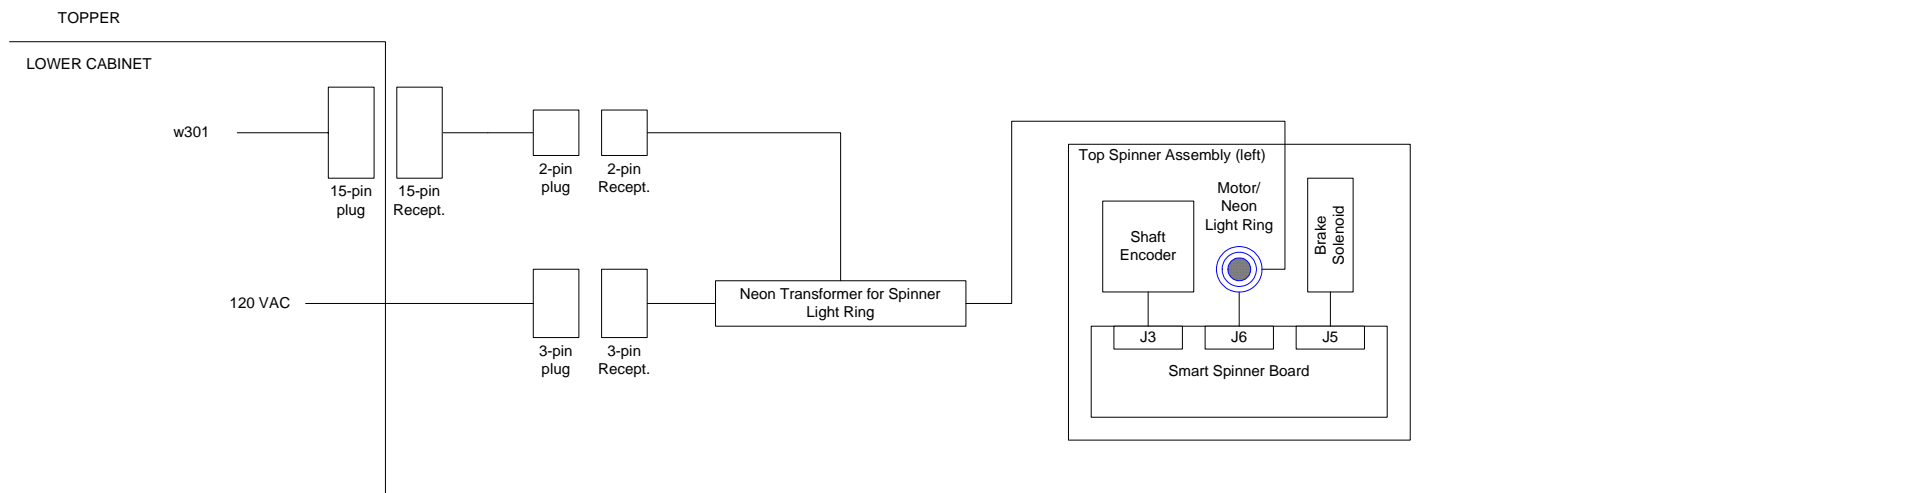 TOPPER
LOWER CABINET
w301
15-pin
plug
15-pin
Recept.
2-pin
plug
2-pin
Recept.
120 VAC
3-pin
plug
3-pin
Recept.
Neon Transformer for Spinner
Light Ring
Top Spinner Assembly (left)
Shaft
Encoder
Motor/
Neon
Light Ring
Brake
Solenoid
J3
J6
J5
Smart Spinner Board